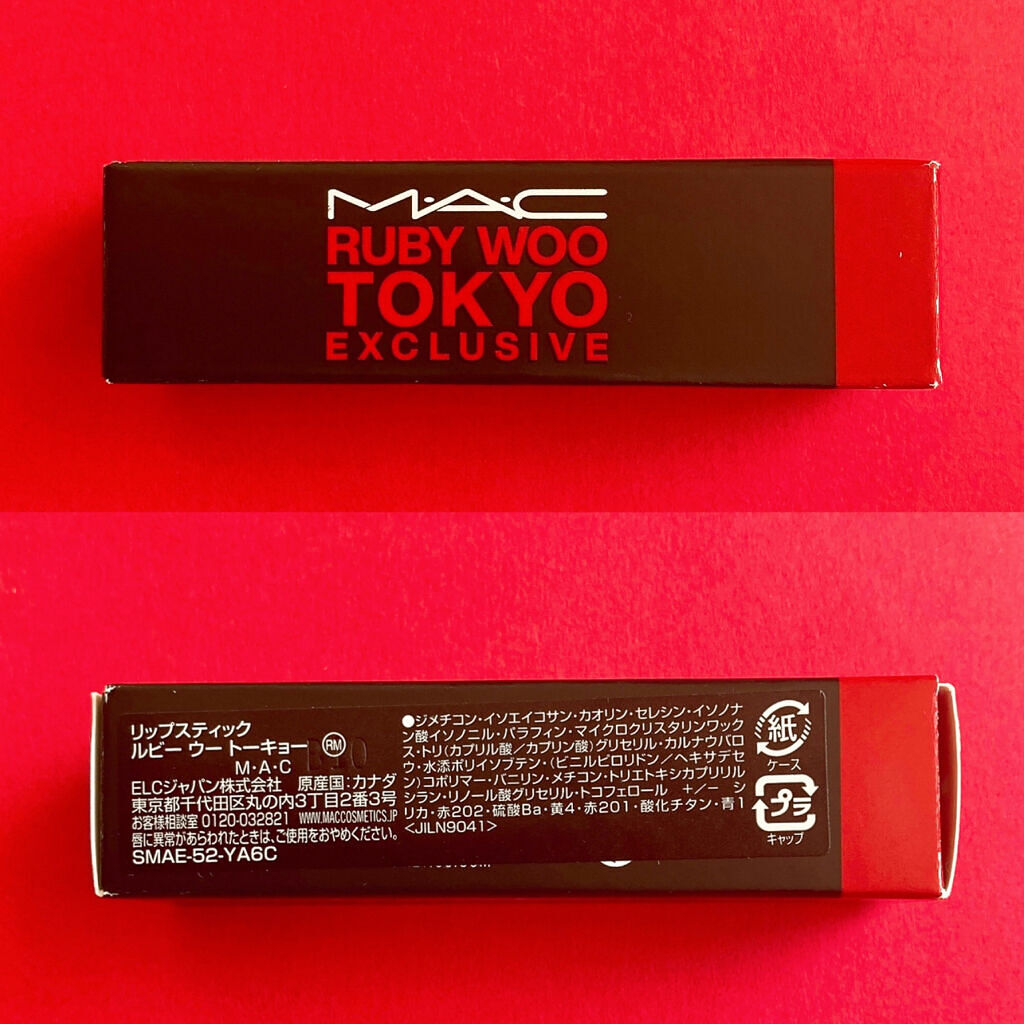 M·A·C
RUBY WOO
TOKYO
EXCLUSIVE
リップスティック
ルビー ウー トーキョー RM
M・A・C
ELCジャパン株式会社 原産国:カナダ
東京都千代田区丸の内3丁目2番3号
お客様相談室 0120-032821 WWW.MACCOSMETICS.JP
唇に異常があらわれたときは、ご使用をおやめください。
SMAE-52-YA6C
●ジメチコン・イソエイコサン・カオリン・セレシン・イソノナ
ン酸イソノニル・パラフィン・マイクロクリスタリンワック
ス・トリ(カプリル酸/カプリン酸)グリセリル・カルナウバロ
ウ・水添ポリイソブテン・(ビニルピロリドン/ヘキサデセ
ン)コポリマー・バニリン・メチコン・トリエトキシカプリリル
シラン・リノール酸グリセリル・トコフェロール +/- シ
リカ・赤202・硫酸Ba・黄4・赤201・酸化チタン・青1
<JILN9041>
紙
ケース
プラ
キャップ